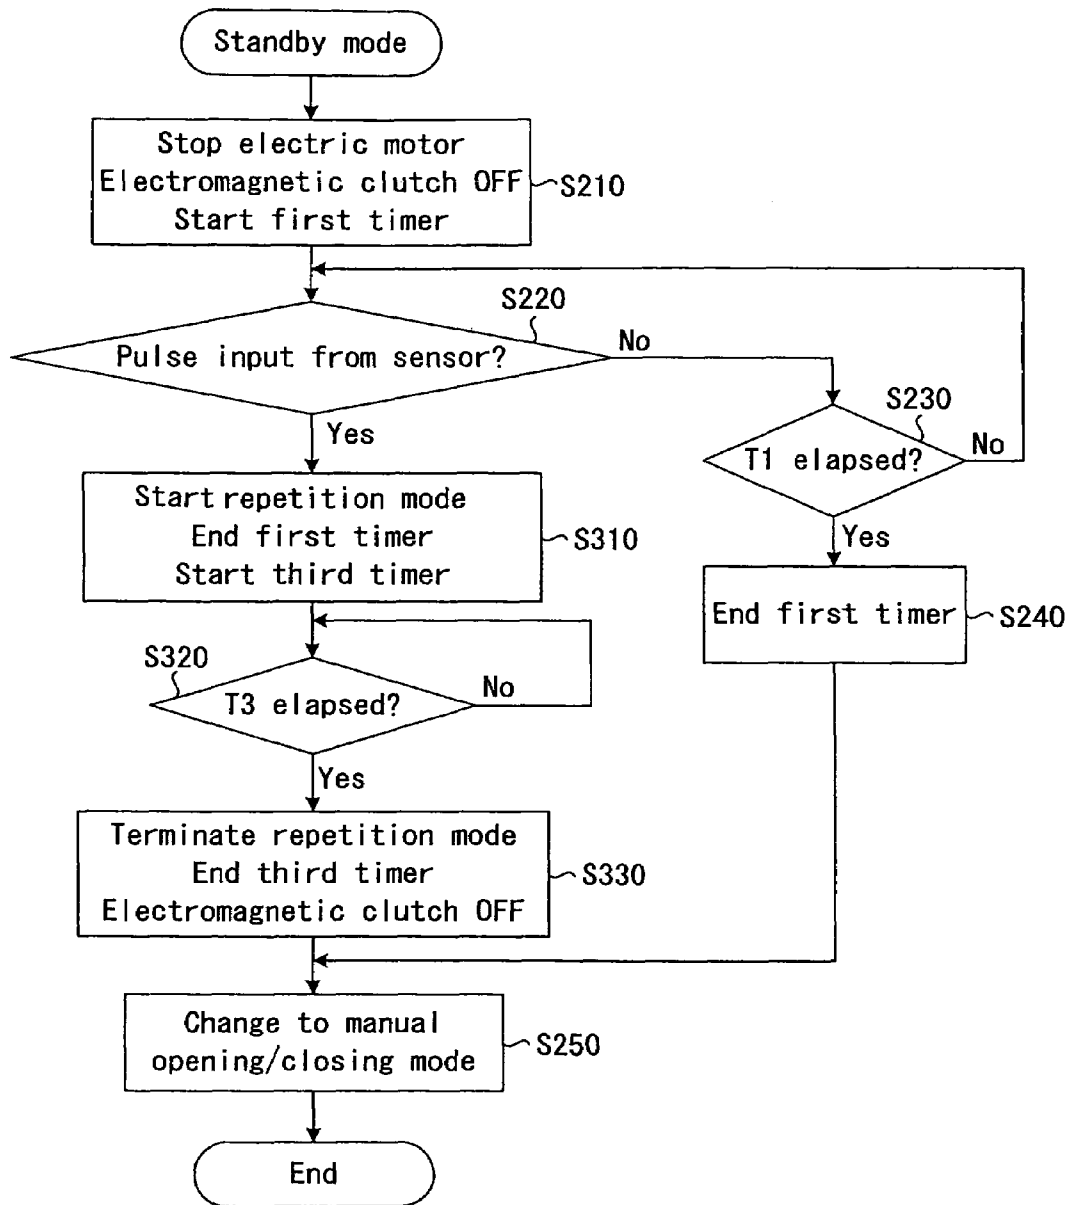 Standby mode
Stop electric motor
Electromagnetic clutch OFF
Start first timer
S210
S220
Pulse input from sensor?
No
Yes
S230
T1 elapsed?
No
Yes
Start repetition mode
End first timer
Start third timer
S310
End first timer
S240
S320
T3 elapsed?
No
Yes
Terminate repetition mode
End third timer
Electromagnetic clutch OFF
S330
Change to manual
opening/closing mode
S250
End